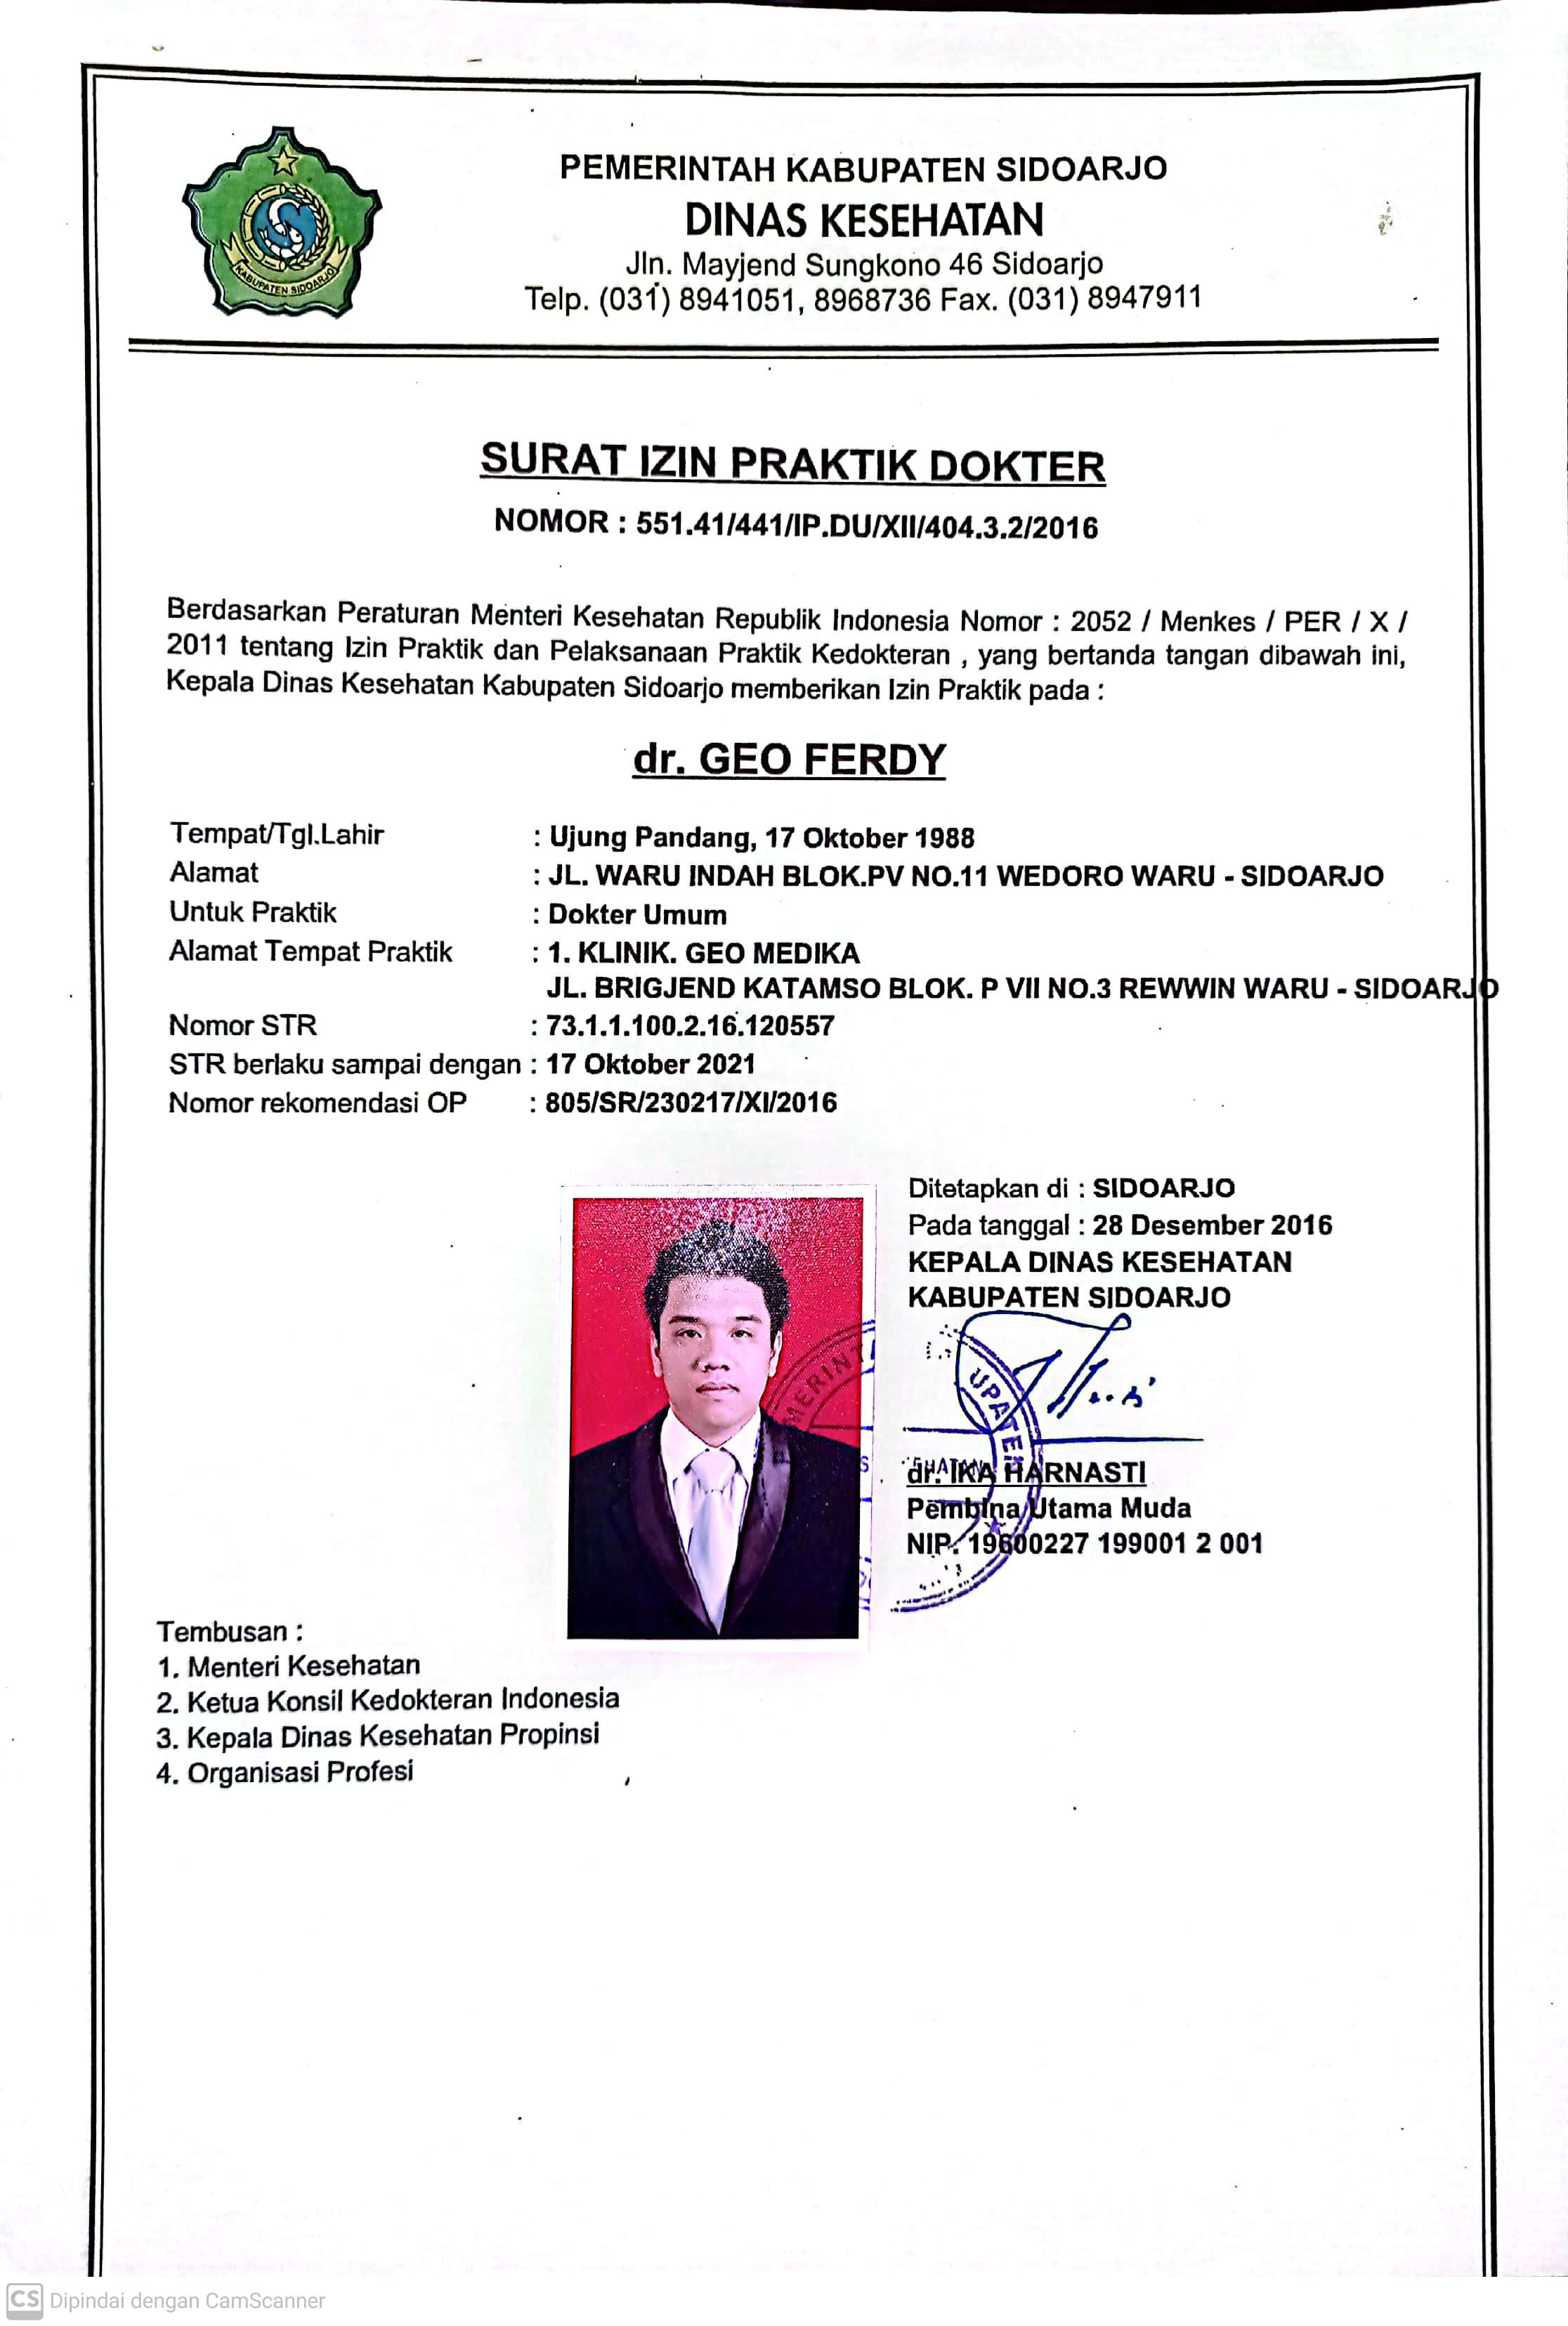 PEMERINTAH KABUPATEN SIDOARJO
DINAS KESEHATAN
Jln. Mayjend Sungkono 46 Sidoarjo
Telp. (031) 8941051, 8968736 Fax. (031) 8947911
KABUPATEN SIDOARJO
SURAT IZIN PRAKTIK DOKTER
NOMOR : 551.41/441/IP.DU/XII/404.3.2/2016
Berdasarkan Peraturan Menteri Kesehatan Republik Indonesia Nomor : 2052 / Menkes / PER / X /
2011 tentang Izin Praktik dan Pelaksanaan Praktik Kedokteran , yang bertanda tangan dibawah ini,
Kepala Dinas Kesehatan Kabupaten Sidoarjo memberikan Izin Praktik pada :
dr. GEO FERDY
Tempat/Tgl.Lahir : Ujung Pandang, 17 Oktober 1988
Alamat : JL. WARU INDAH BLOK.PV NO.11 WEDORO WARU - SIDOARJO
Untuk Praktik : Dokter Umum
Alamat Tempat Praktik : 1. KLINIK. GEO MEDIKA
JL. BRIGJEND KATAMSO BLOK. P VII NO.3 REWWIN WARU - SIDOARJO
Nomor STR : 73.1.1.100.2.16.120557
STR berlaku sampai dengan : 17 Oktober 2021
Nomor rekomendasi OP : 805/SR/230217/XI/2016
Ditetapkan di : SIDOARJO
Pada tanggal : 28 Desember 2016
KEPALA DINAS KESEHATAN
KABUPATEN SIDOARJO
MERINT
UPATEN
dr. IKA HARNASTI
Pembina Utama Muda
NIP. 19600227 199001 2 001
Tembusan :
1. Menteri Kesehatan
2. Ketua Konsil Kedokteran Indonesia
3. Kepala Dinas Kesehatan Propinsi
4. Organisasi Profesi
CS Dipindai dengan CamScanner